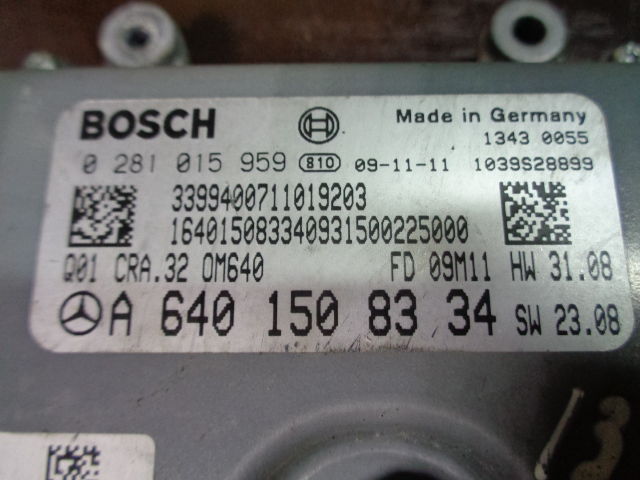 BOSCH Made in Germany
1343 0055
0 281 015 959 810 09-11-11 1039S28899
3399400711019203
164015083340931500225000
Q01 CRA.32 OM640 FD 09M11 HW 31.08
A 640 150 83 34 SW 23.08